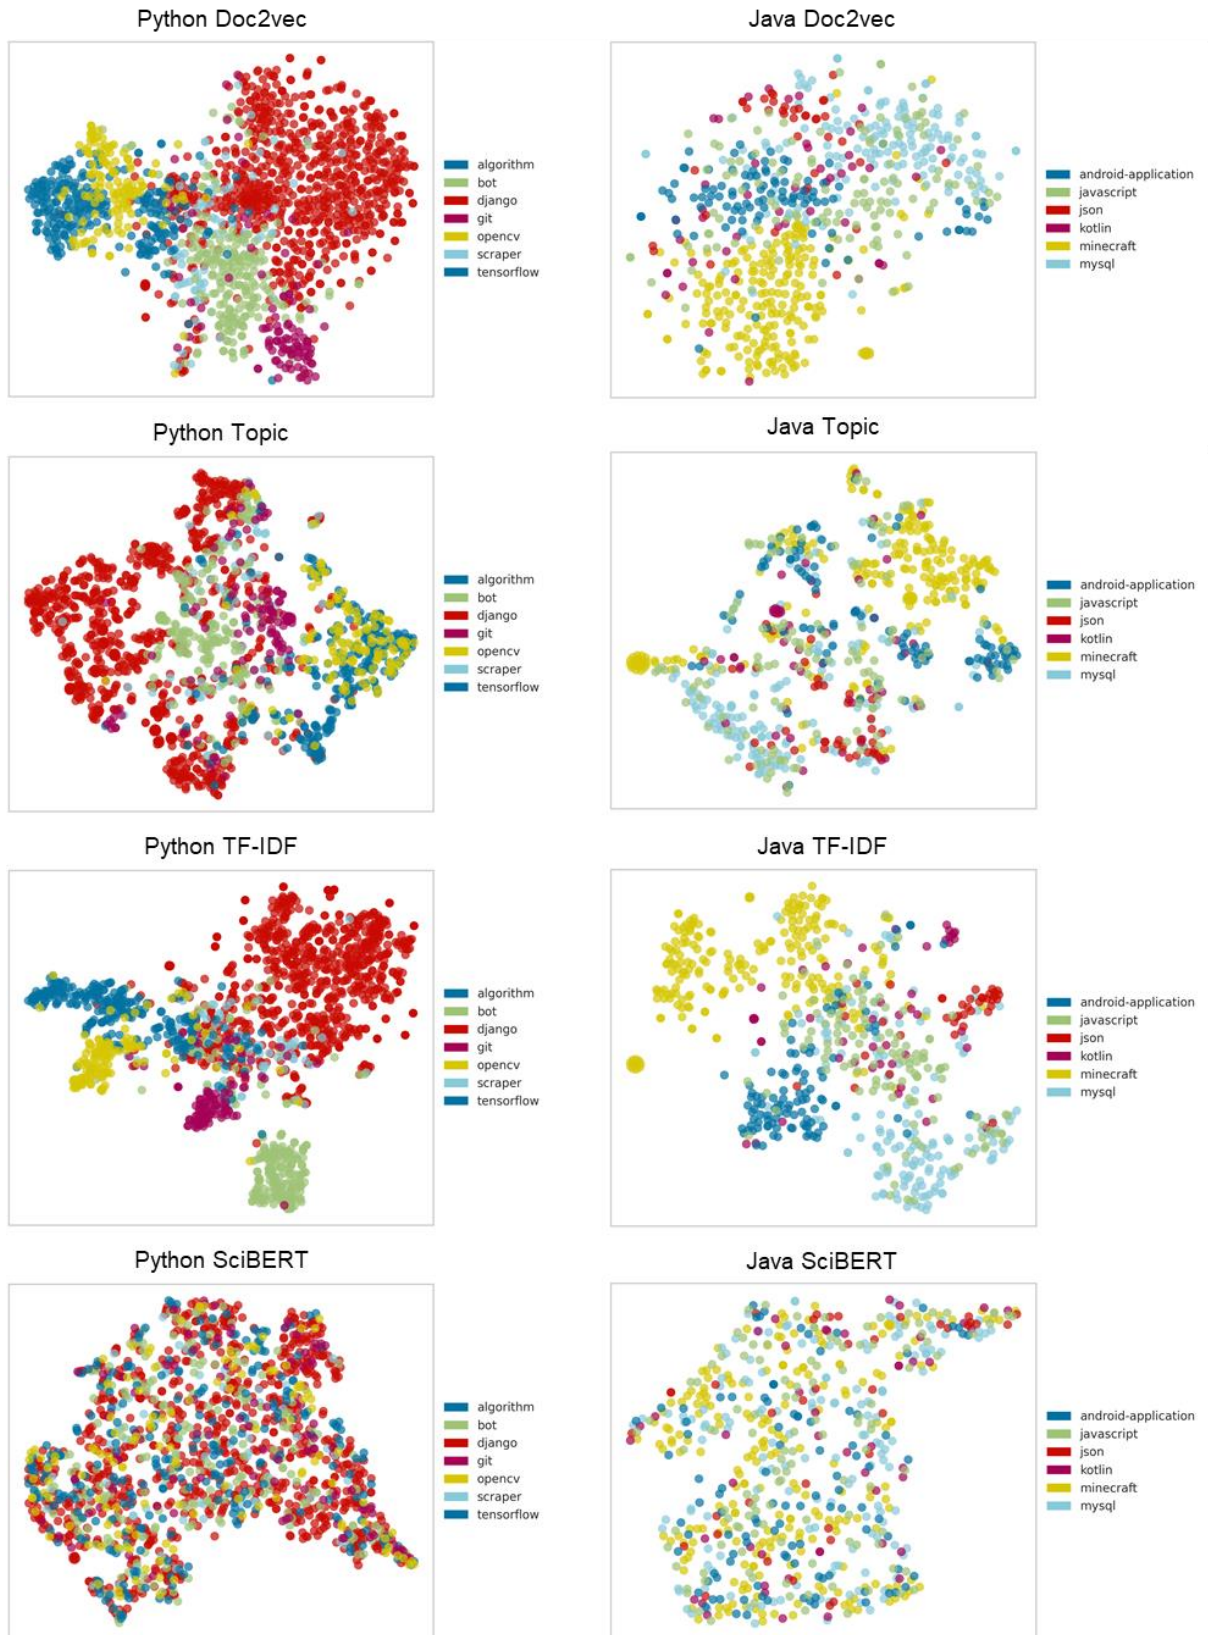 Python Doc2vec
Java Doc2vec
algorithm
bot
django
git
opencv
scraper
tensorflow
android-application
javascript
json
kotlin
minecraft
mysql
Python Topic
Java Topic
algorithm
bot
django
git
opencv
scraper
tensorflow
android-application
javascript
json
kotlin
minecraft
mysql
Python TF-IDF
Java TF-IDF
algorithm
bot
django
git
opencv
scraper
tensorflow
android-application
javascript
json
kotlin
minecraft
mysql
Python SciBERT
Java SciBERT
algorithm
bot
django
git
opencv
scraper
tensorflow
android-application
javascript
json
kotlin
minecraft
mysql